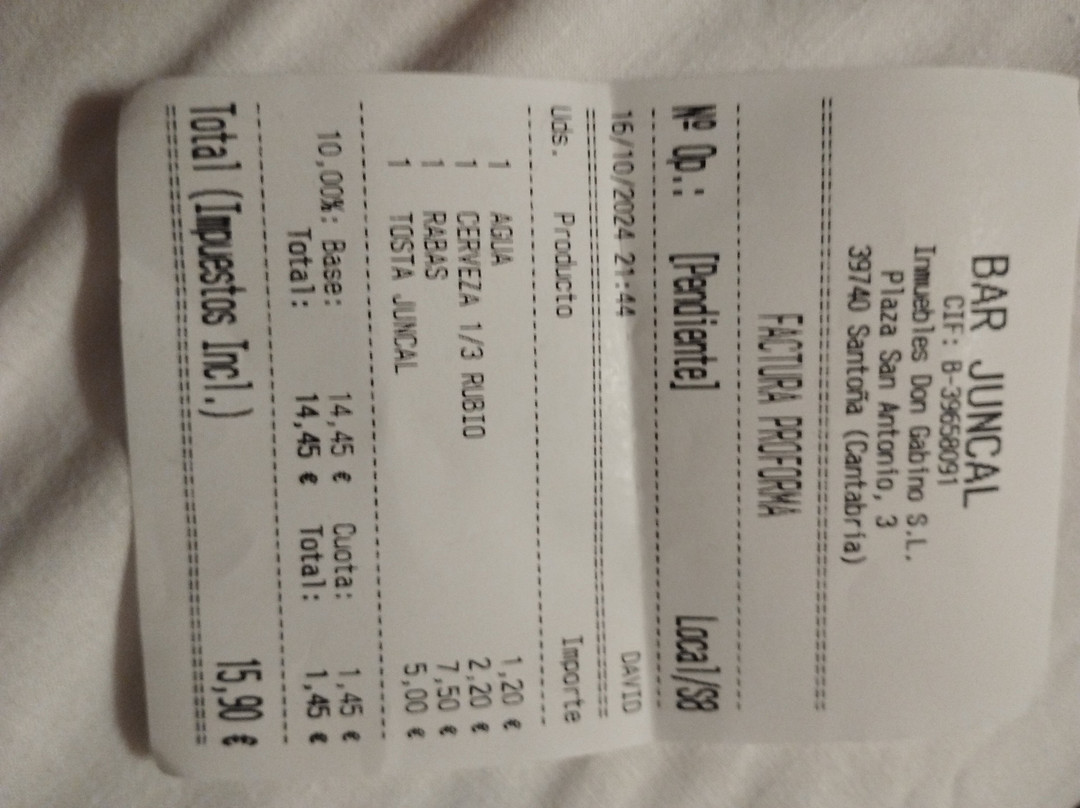 BAR JUNCAL
CIF: B-39658091
Inmuebles Don Gabino S.L.
Plaza San Antonio, 3
39740 Santoña (Cantabria)
FACTURA PROFORMA
Nº Op.: [Pendiente] Local/S8
16/10/2024 21:44 DAVID
Uds. Producto Importe
1 AGUA 1,20 €
1 CERVEZA 1/3 RUBIO 2,20 €
1 RABAS 7,50 €
1 TOSTA JUNCAL 5,00 €
10,00%: Base: 14,45 € Cuota: 1,45 €
Total: 14,45 € Total: 1,45 €
Total (Impuestos Incl.) 15,90 €